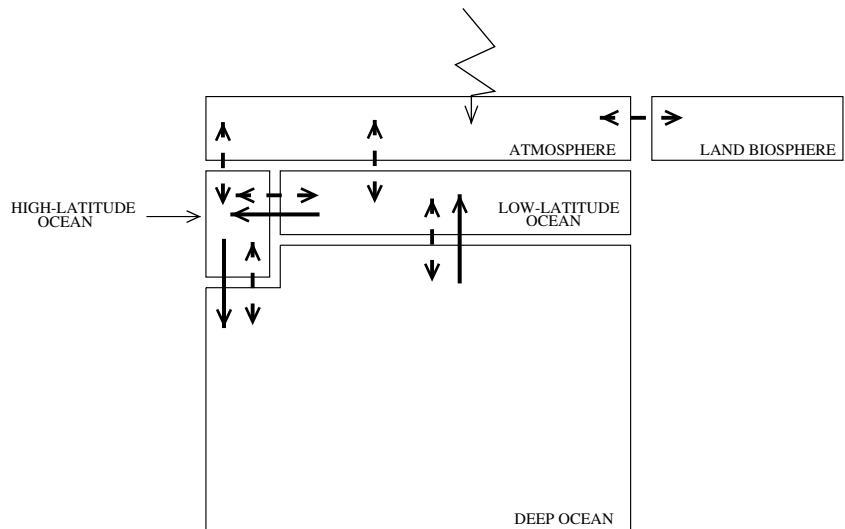 ATMOSPHERE
LAND BIOSPHERE
HIGH-LATITUDE
OCEAN
LOW-LATITUDE
OCEAN
DEEP OCEAN